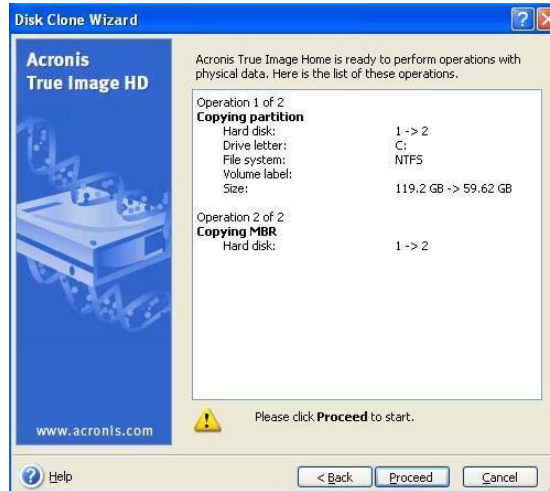 Disk Clone Wizard
Acronis
True Image HD
Acronis True Image Home is ready to perform operations with
physical data. Here is the list of these operations.
Operation 1 of 2
Copying partition
Hard disk: 1 -> 2
Drive letter: C:
File system: NTFS
Volume label:
Size: 119.2 GB -> 59.62 GB
Operation 2 of 2
Copying MBR
Hard disk: 1 -> 2
www.acronis.com
Please click Proceed to start.
Help
< Back
Proceed
Cancel